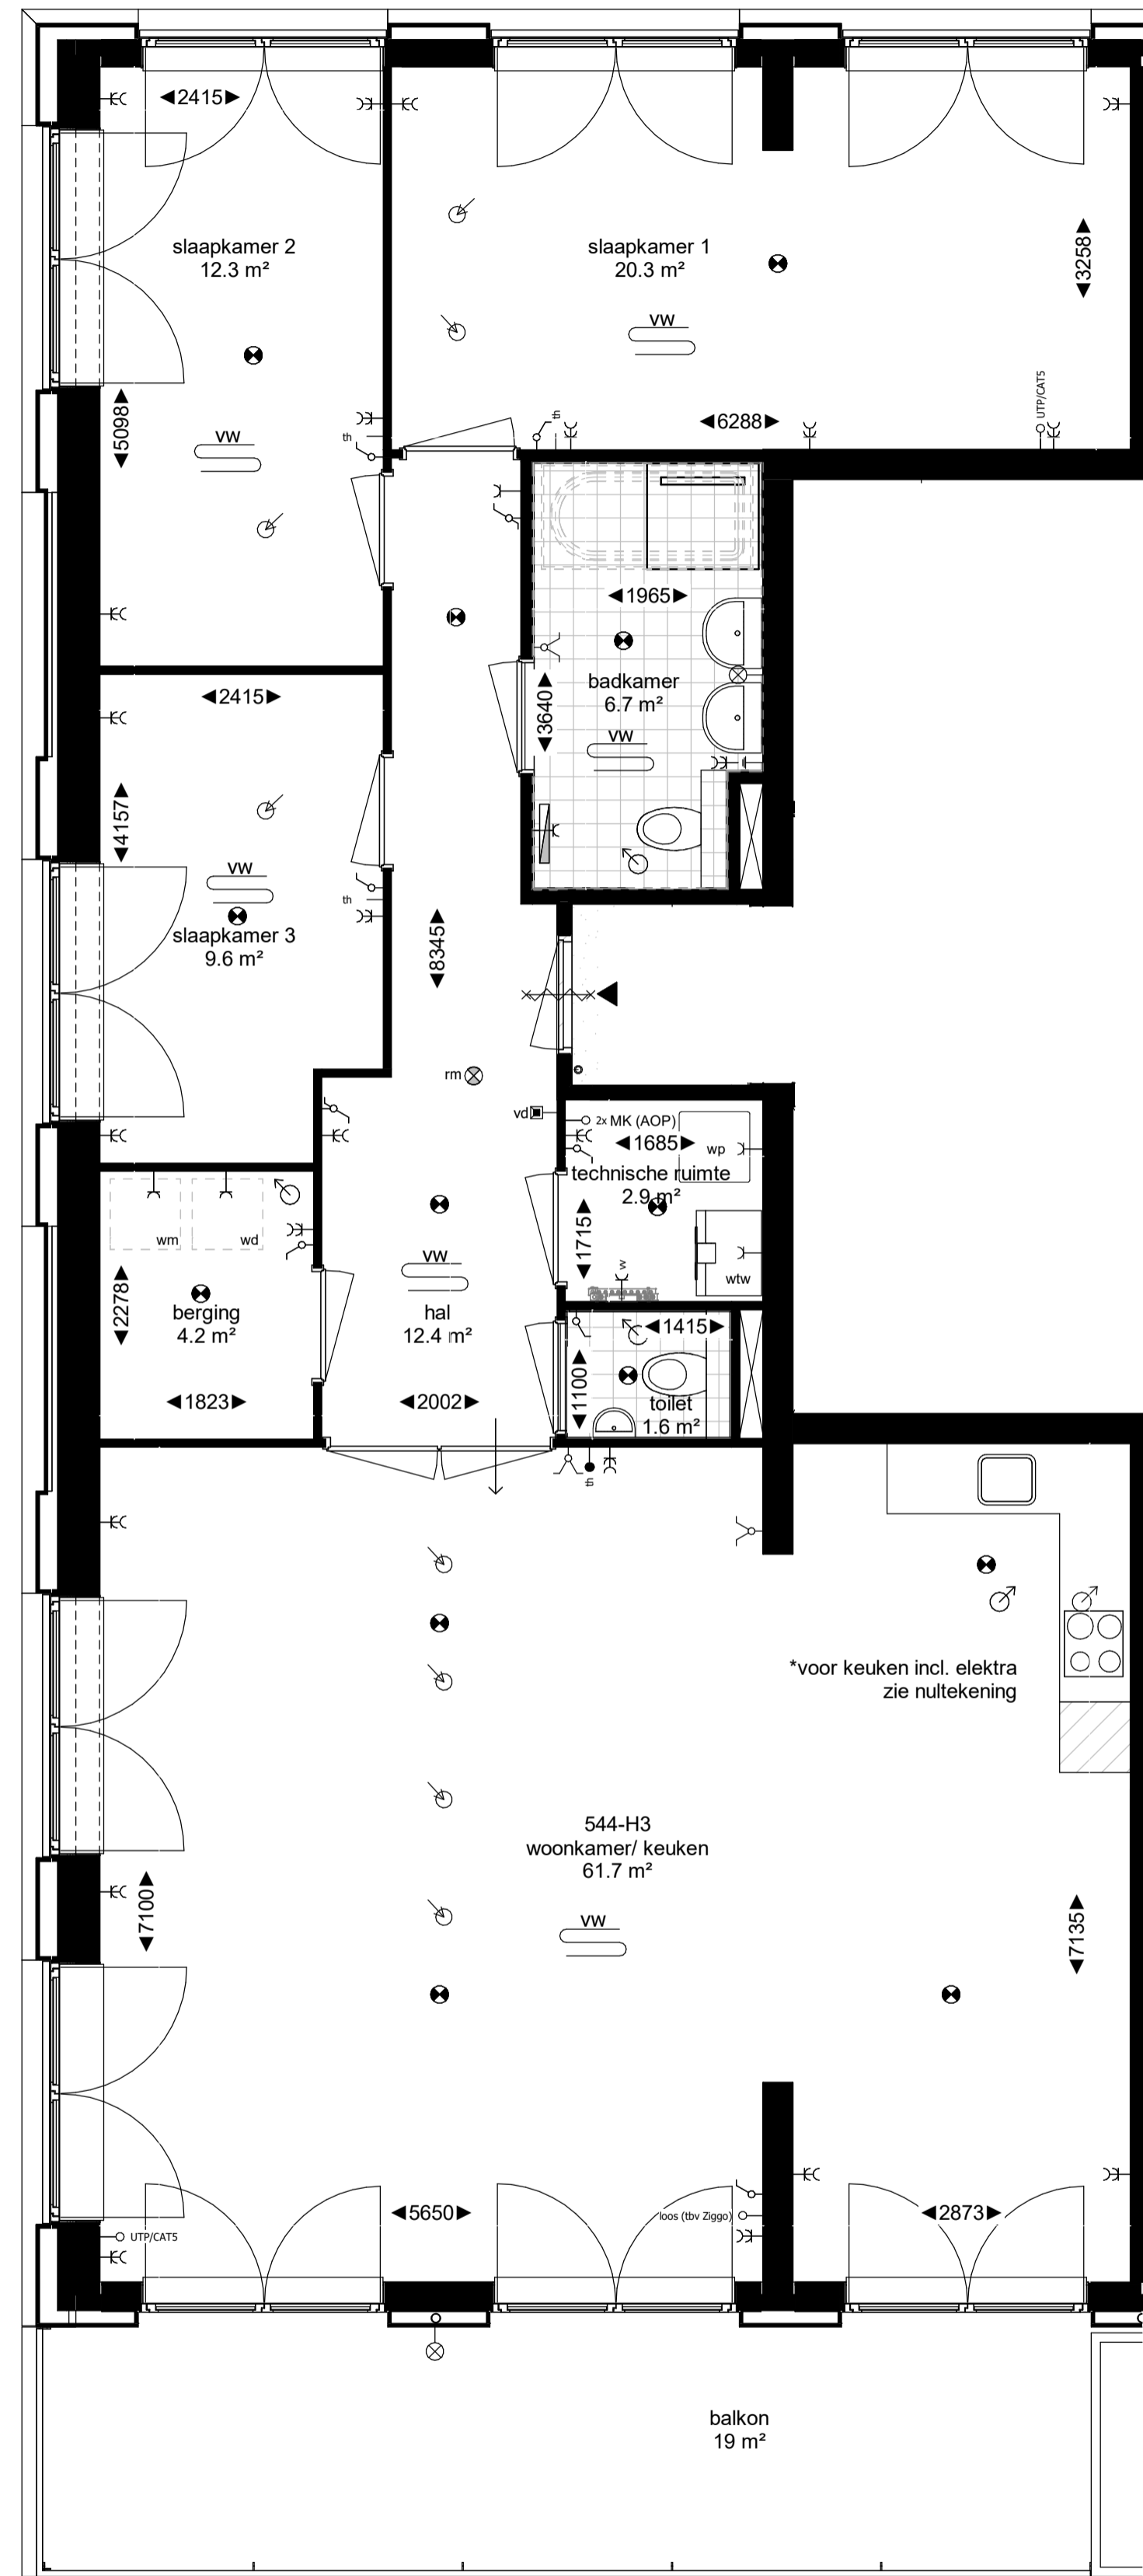 2415
slaapkamer 2
12.3 m²
5098
VW
th
slaapkamer 1
20.3 m²
3258
VW
6288
th
UTP/CAT5
1965
badkamer
6.7 m²
3640
VW
2415
4157
VW
th
slaapkamer 3
9.6 m²
8345
rm
vd
2x MK (AOP)
1685
wp
technische ruimte
2.9 m²
1715
w
wtw
wm
wd
2278
berging
4.2 m²
1823
VW
hal
12.4 m²
2002
1415
1100
toilet
1.6 m²
th
*voor keuken incl. elektra
zie nultekening
544-H3
woonkamer/ keuken
61.7 m²
VW
7100
7135
5650
loos (tbv Ziggo)
2873
UTP/CAT5
balkon
19 m²